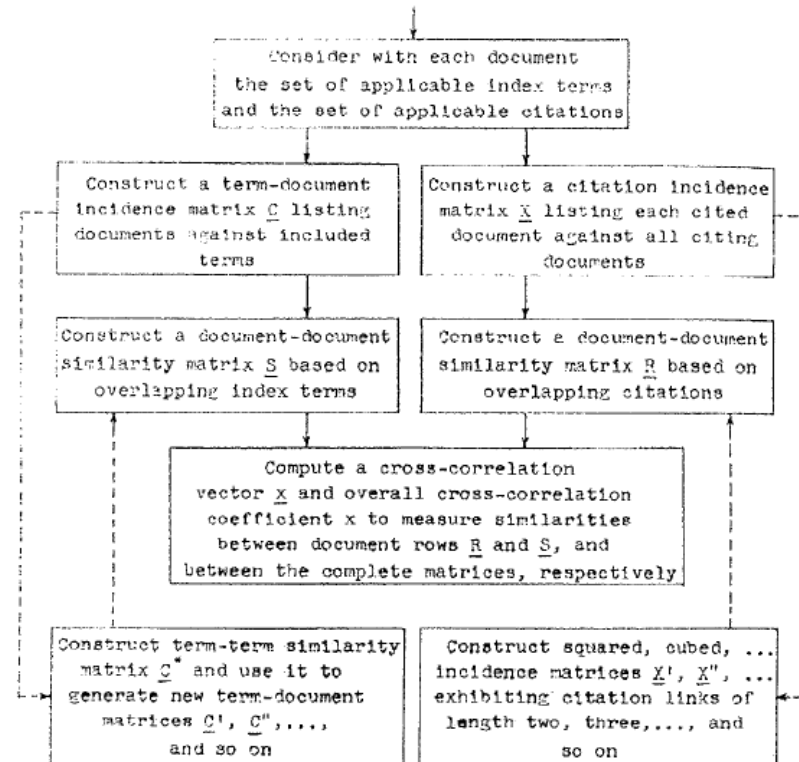 Consider with each document
the set of applicable index terms
and the set of applicable citations
Construct a term-document
incidence matrix C listing
documents against included
terms
Construct a citation incidence
matrix X listing each cited
document against all citing
documents
Construct a document-document
similarity matrix S based on
overlapping index terms
Construct a document-document
similarity matrix R based on
overlapping citations
Compute a cross-correlation
vector x and overall cross-correlation
coefficient x to measure similarities
between document rows R and S, and
between the complete matrices, respectively
Construct term-term similarity
matrix C* and use it to
generate new term-document
matrices C', C",...,
and so on
Construct squared, cubed, ...
incidence matrices X', X", ...
exhibiting citation links of
length two, three,..., and
so on